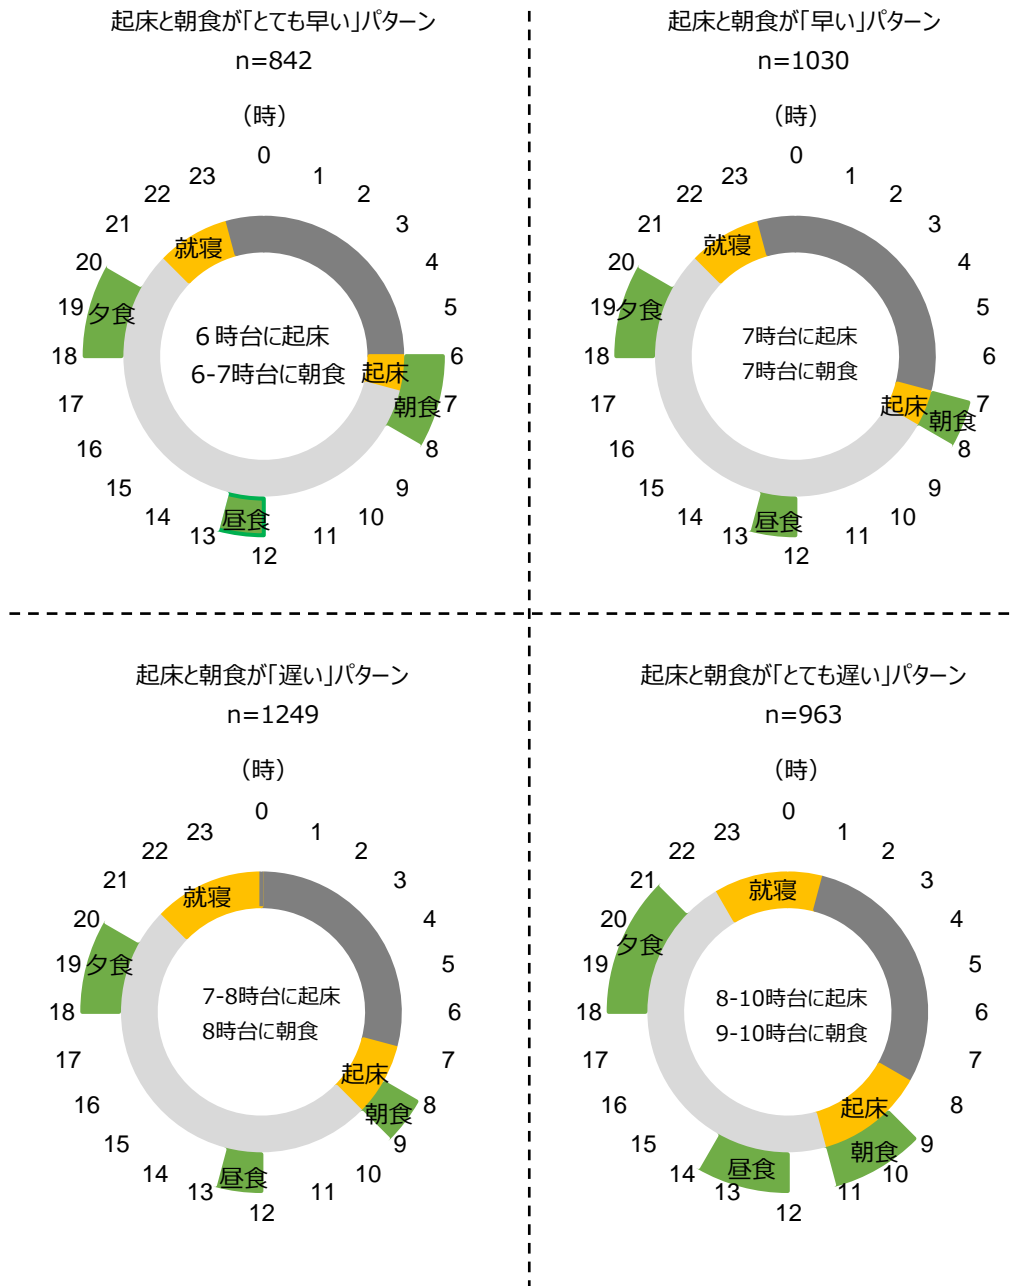 起床と朝食が「とても早い」パターン
n=842
（時）
0
1
2
3
4
5
6
7
8
9
10
11
12
13
14
15
16
17
18
19
20
21
22
23
就寝
起床
朝食
昼食
夕食
6 時台に起床
6-7時台に朝食
起床と朝食が「早い」パターン
n=1030
（時）
0
1
2
3
4
5
6
7
8
9
10
11
12
13
14
15
16
17
18
19
20
21
22
23
就寝
起床
朝食
昼食
夕食
7時台に起床
7時台に朝食
起床と朝食が「遅い」パターン
n=1249
（時）
0
1
2
3
4
5
6
7
8
9
10
11
12
13
14
15
16
17
18
19
20
21
22
23
就寝
起床
朝食
昼食
夕食
7-8時台に起床
8時台に朝食
起床と朝食が「とても遅い」パターン
n=963
（時）
0
1
2
3
4
5
6
7
8
9
10
11
12
13
14
15
16
17
18
19
20
21
22
23
就寝
起床
朝食
昼食
夕食
8-10時台に起床
9-10時台に朝食